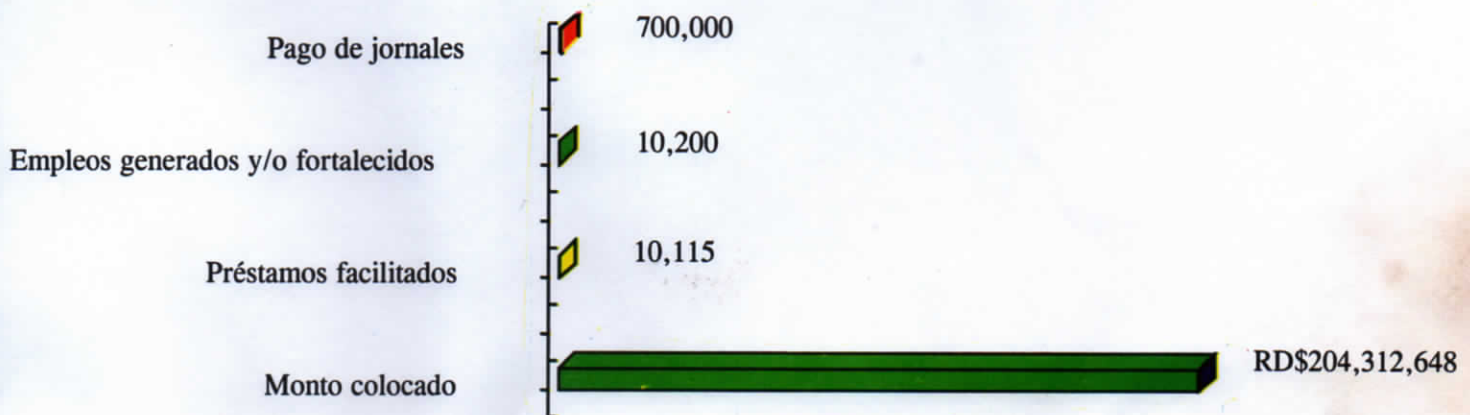 Pago de jornales 700,000
Empleos generados y/o fortalecidos 10,200
Préstamos facilitados 10,115
Monto colocado RD$204,312,648